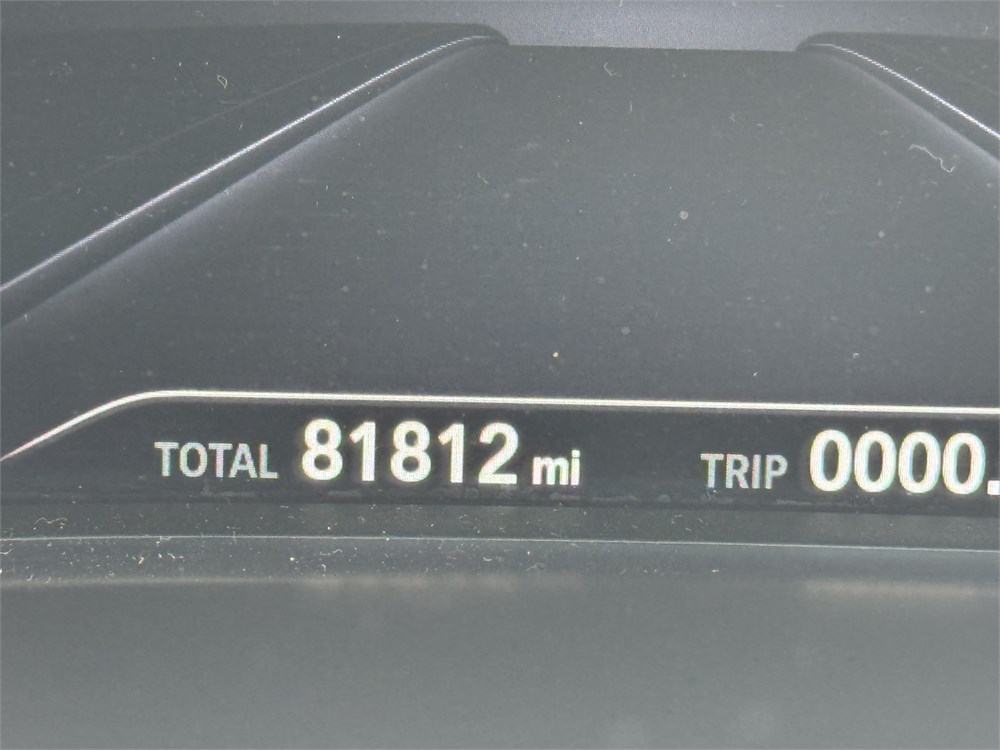 TOTAL 81812 mi TRIP 0000.